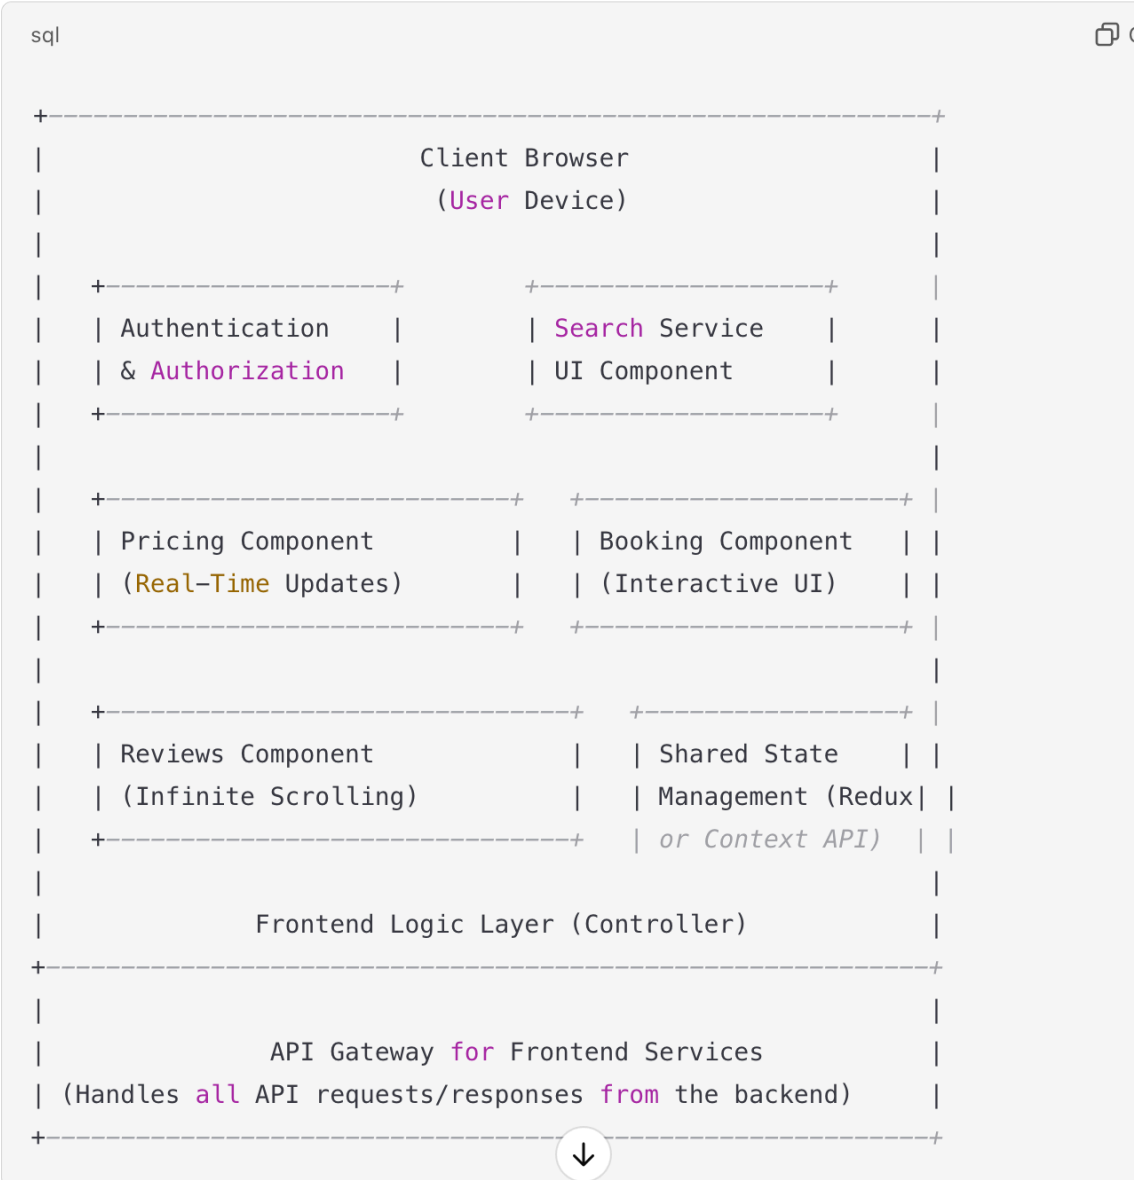 sql
Client Browser
(User Device)
Authentication
& Authorization
Search Service
UI Component
Pricing Component
(Real-Time Updates)
Booking Component
(Interactive UI)
Reviews Component
(Infinite Scrolling)
Shared State
Management (Redux
or Context API)
Frontend Logic Layer (Controller)
API Gateway for Frontend Services
(Handles all API requests/responses from the backend)